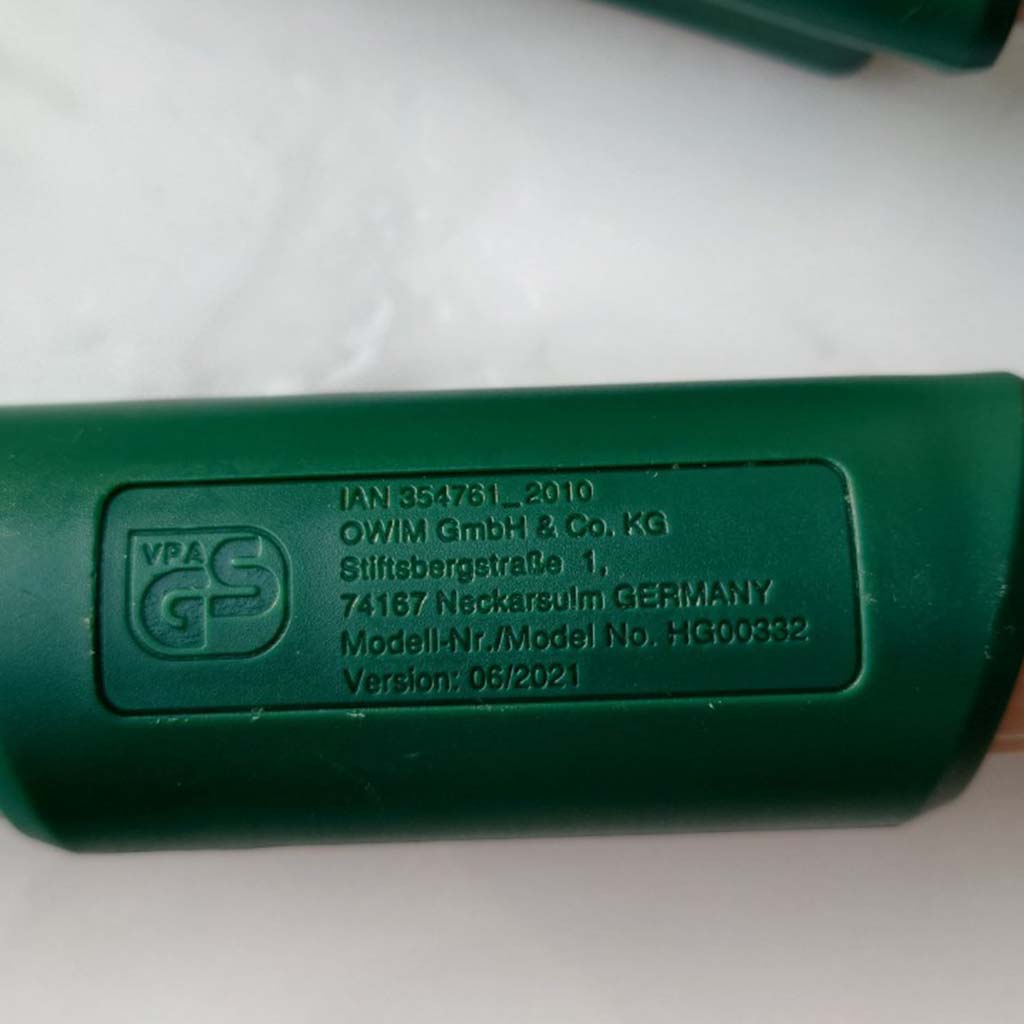 VPA
GS
IAN 354761_2010
OWIM GmbH & Co. KG
Stiftsbergstraße 1,
74167 Neckarsulm GERMANY
Modell-Nr./Model No. HG00332
Version: 06/2021